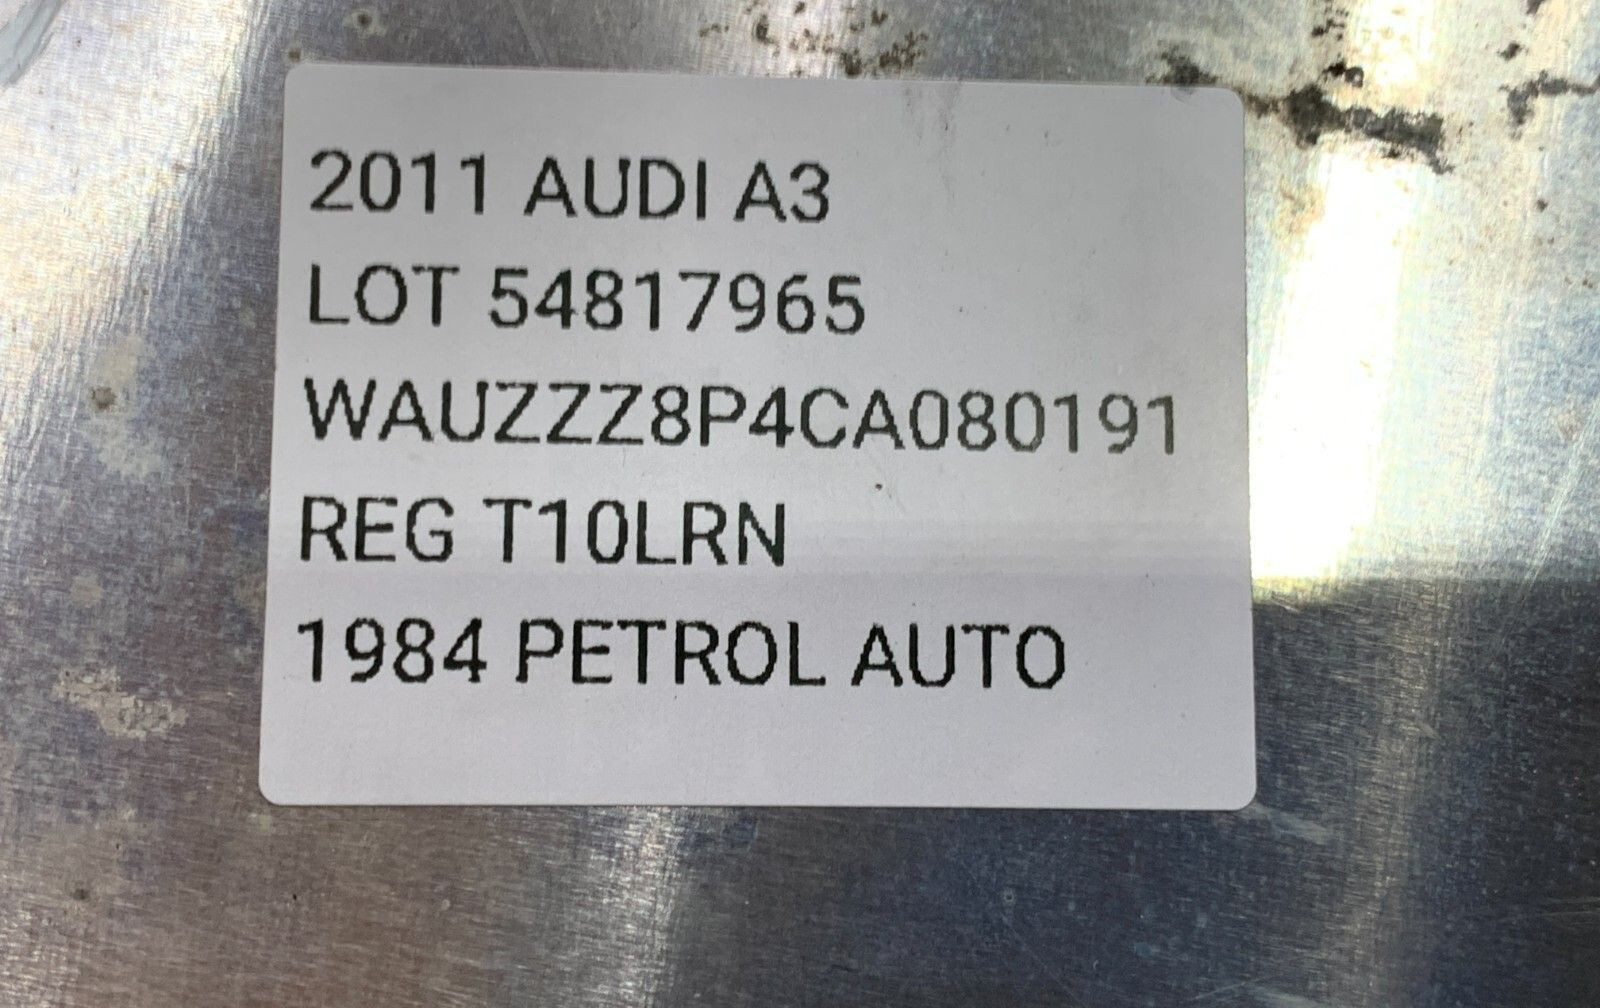 2011 AUDI A3
LOT 54817965
WAUZZZ8P4CA080191
REG T10LRN
1984 PETROL AUTO